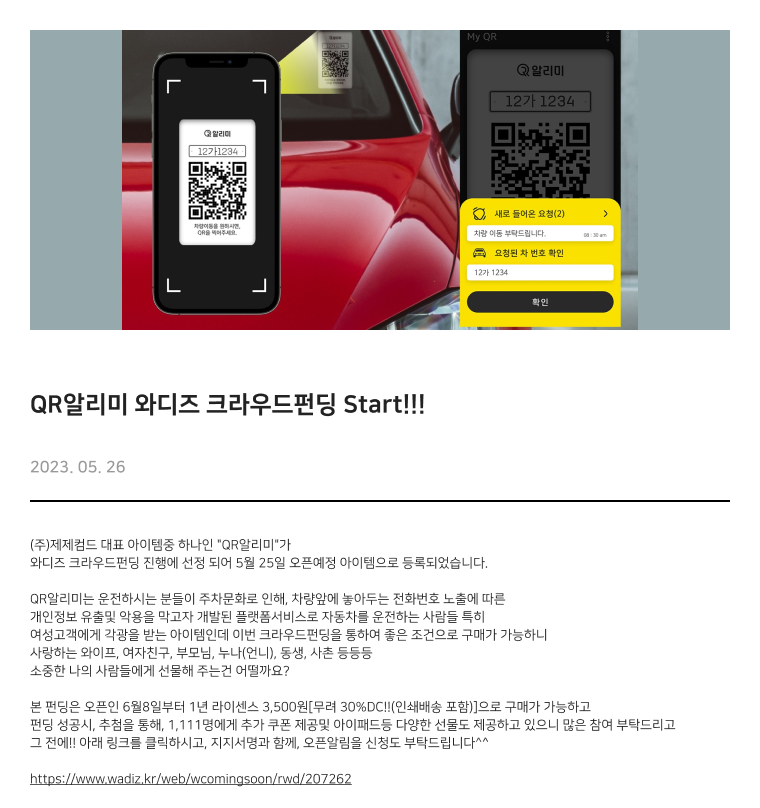 My QR
QR알리미
12가 1234
QR알리미
12가1234
차량이동을 원하시면,
QR을 찍어주세요.
새로 들어온 요청(2)
차량 이동 부탁드립니다.
08 : 30 am
요청된 차 번호 확인
12가 1234
확인
QR알리미 와디즈 크라우드펀딩 Start!!!
2023. 05. 26
(주)제제컴드 대표 아이템중 하나인 "QR알리미"가
와디즈 크라우드펀딩 진행에 선정 되어 5월 25일 오픈예정 아이템으로 등록되었습니다.
QR알리미는 운전하시는 분들이 주차문화로 인해, 차량앞에 놓아두는 전화번호 노출에 따른
개인정보 유출및 악용을 막고자 개발된 플랫폼서비스로 자동차를 운전하는 사람들 특히
여성고객에게 각광을 받는 아이템인데 이번 크라우드펀딩을 통하여 좋은 조건으로 구매가 가능하니
사랑하는 와이프, 여자친구, 부모님, 누나(언니), 동생, 사촌 등등등
소중한 나의 사람들에게 선물해 주는건 어떨까요?
본 펀딩은 오픈인 6월8일부터 1년 라이센스 3,500원[무려 30%DC!!(인쇄배송 포함)]으로 구매가 가능하고
펀딩 성공시, 추첨을 통해, 1,111명에게 추가 쿠폰 제공및 아이패드등 다양한 선물도 제공하고 있으니 많은 참여 부탁드리고
그 전에!! 아래 링크를 클릭하시고, 지지서명과 함께, 오픈알림을 신청도 부탁드립니다^^
https://www.wadiz.kr/web/wcomingsoon/rwd/207262